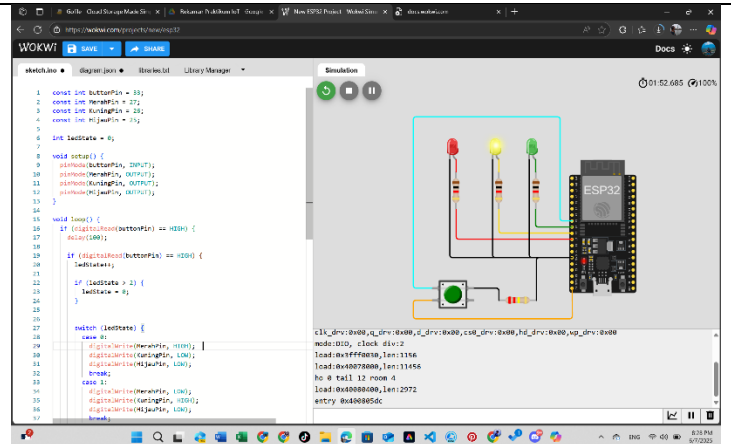 Goffe - Cloud Storage Made Sim
Rekaman Praktikum IoT - Google
New ESP32 Project - Wokwi Simu
docs.wokwi.com
https://wokwi.com/projects/new/esp32
WOKWI
SAVE
SHARE
Docs
sketch.ino
diagram.json
libraries.txt
Library Manager
1 const int buttonPin = 33;
2 const int MerahPin = 27;
3 const int KuningPin = 26;
4 const int HijauPin = 25;
5
6 int ledState = 0;
7
8 void setup() {
9 pinMode(buttonPin, INPUT);
10 pinMode(MerahPin, OUTPUT);
11 pinMode(KuningPin, OUTPUT);
12 pinMode(HijauPin, OUTPUT);
13 }
14
15 void loop() {
16 if (digitalRead(buttonPin) == HIGH) {
17 delay(100);
18
19 if (digitalRead(buttonPin) == HIGH) {
20 ledState++;
21
22 if (ledState > 2) {
23 ledState = 0;
24 }
25
26
27 switch (ledState) {
28 case 0:
29 digitalWrite(MerahPin, HIGH);
30 digitalWrite(KuningPin, LOW);
31 digitalWrite(HijauPin, LOW);
32 break;
33 case 1:
34 digitalWrite(MerahPin, LOW);
35 digitalWrite(KuningPin, HIGH);
36 digitalWrite(HijauPin, LOW);
37 break;
Simulation
01:52.685
100%
ESP32
clk_drv:0x00,q_drv:0x00,d_drv:0x00,cs0_drv:0x00,hd_drv:0x00,wp_drv:0x00
mode:DIO, clock div:2
load:0x3fff0030,len:1156
load:0x40078000,len:11456
ho 0 tail 12 room 4
load:0x40080400,len:2972
entry 0x400805dc
ENG
6:28 PM
6/7/2025